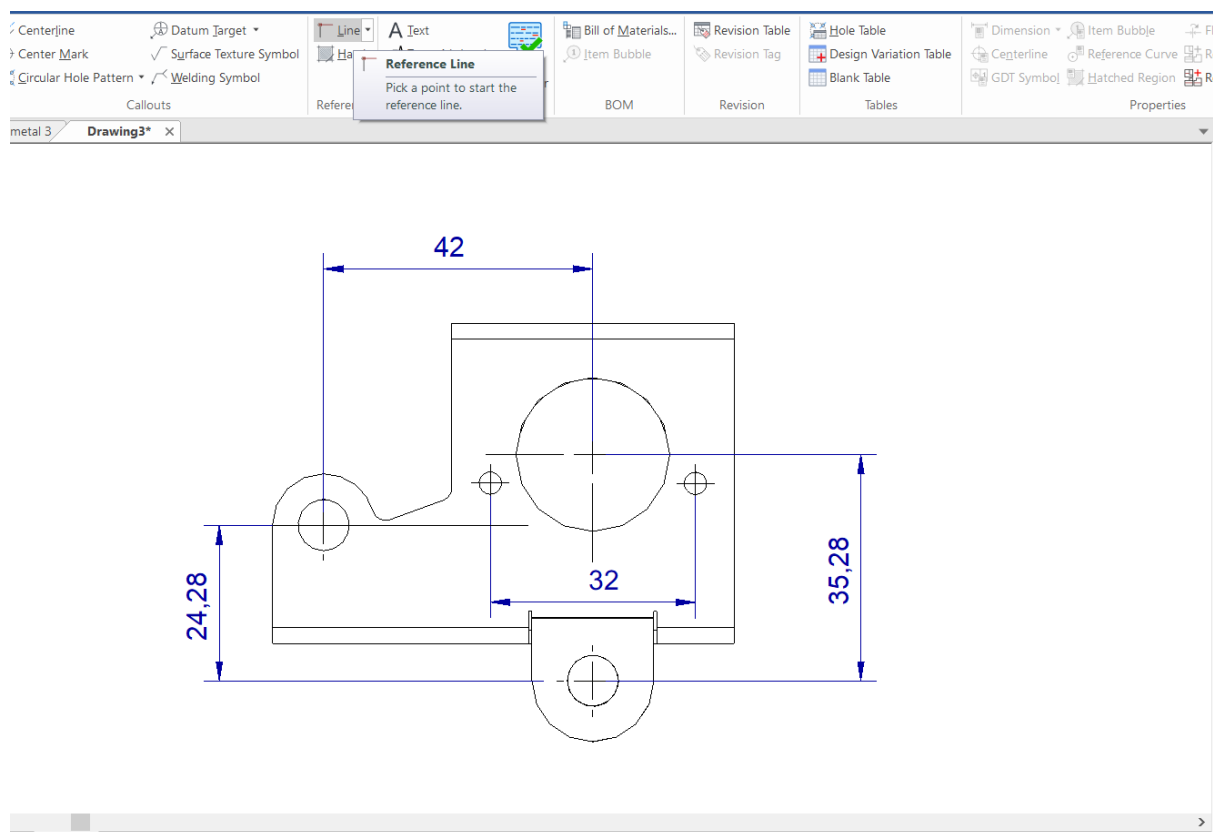 Centerline
Datum Target
Line
Text
Bill of Materials...
Revision Table
Hole Table
Dimension
Item Bubble
Center Mark
Surface Texture Symbol
Ha
Reference Line
Item Bubble
Revision Tag
Design Variation Table
Centerline
Reference Curve
R
Circular Hole Pattern
Welding Symbol
Pick a point to start the
reference line.
Blank Table
GDT Symbol
Hatched Region
R
Callouts
Refere
BOM
Revision
Tables
Properties
metal 3
Drawing3*
42
32
35,28
24,28